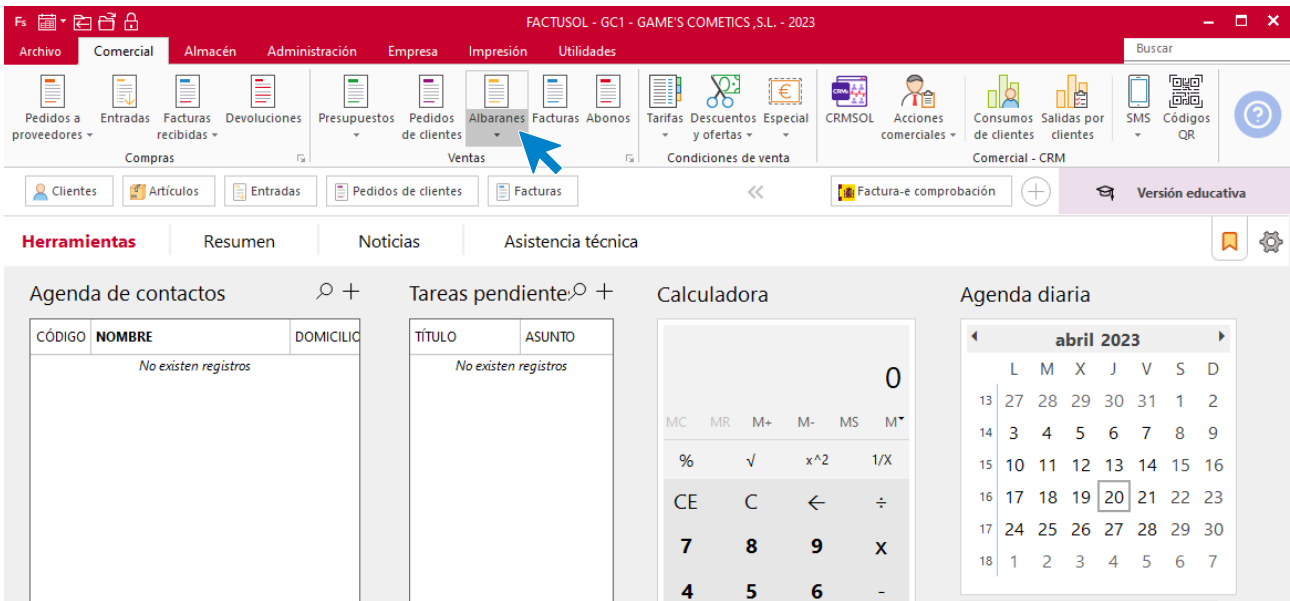 Fs FACTUSOL - GC1 - GAME'S COMETICS ,S.L. - 2023
Archivo Comercial Almacén Administración Empresa Impresión Utilidades Buscar
Pedidos a proveedores Entradas Facturas recibidas Devoluciones Presupuestos Pedidos de clientes Albaranes Facturas Abonos Tarifas Descuentos y ofertas Especial CRM CRMSOL Acciones comerciales Consumos de clientes Salidas por clientes SMS Códigos QR ?
Compras Ventas Condiciones de venta Comercial - CRM
Clientes Artículos Entradas Pedidos de clientes Facturas Factura-e comprobación Versión educativa
Herramientas Resumen Noticias Asistencia técnica
Agenda de contactos Tareas pendiente: Calculadora Agenda diaria
CÓDIGO NOMBRE DOMICILIO TÍTULO ASUNTO abril 2023
No existen registros No existen registros 0 L M X J V S D
13 27 28 29 30 31 1 2
MC MR M+ M- MS M 14 3 4 5 6 7 8 9
% √ x^2 1/X 15 10 11 12 13 14 15 16
CE C ← ÷ 16 17 18 19 20 21 22 23
17 24 25 26 27 28 29 30
7 8 9 x 18 1 2 3 4 5 6 7
4 5 6 -